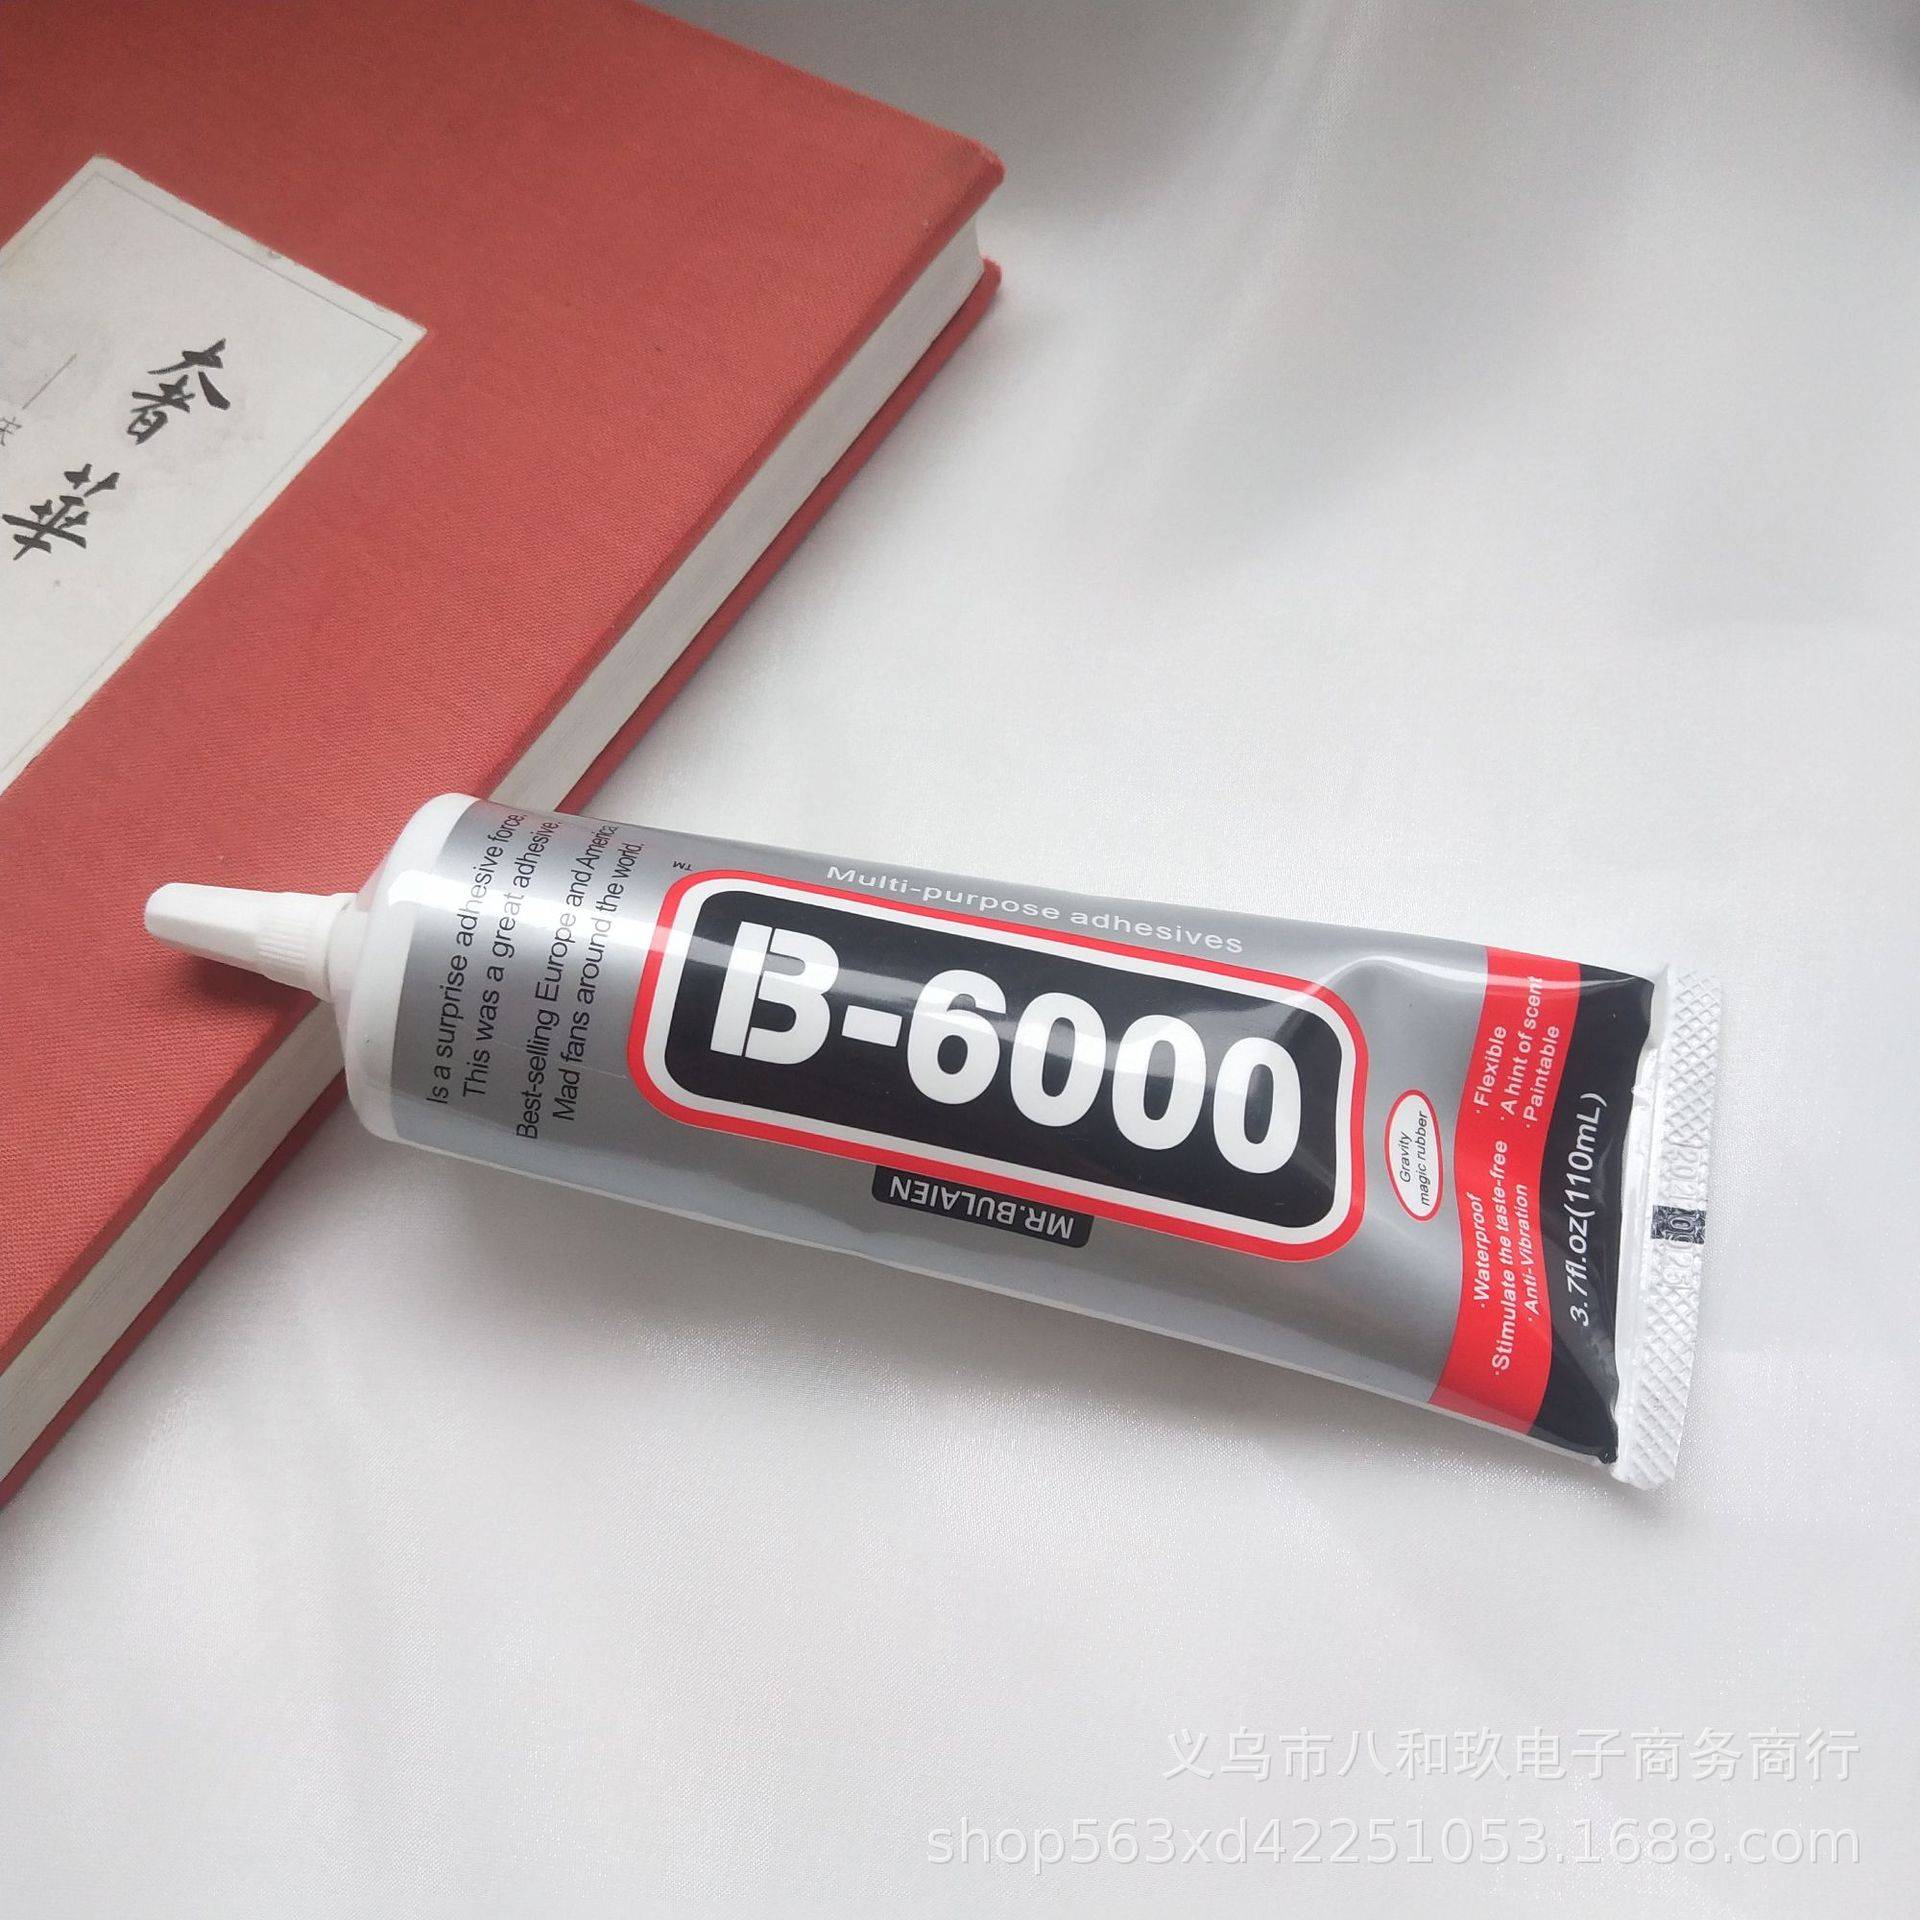 奢
華
宋
Is a surprise adhesive force,
This was a great adhesive,
Best-selling Europe and America
Mad fans around the world.
TM
Multi-purpose adhesives
B-6000
MR.BULAIEN
Gravity
magic rubber
·Flexible
·A hint of scent
·Paintable
·Waterproof
·Stimulate the taste-free
·Anti-Vibration
3.7fl.oz(110mL)
义乌市八和玖电子商务商行
shop563xd42251053.1688.com